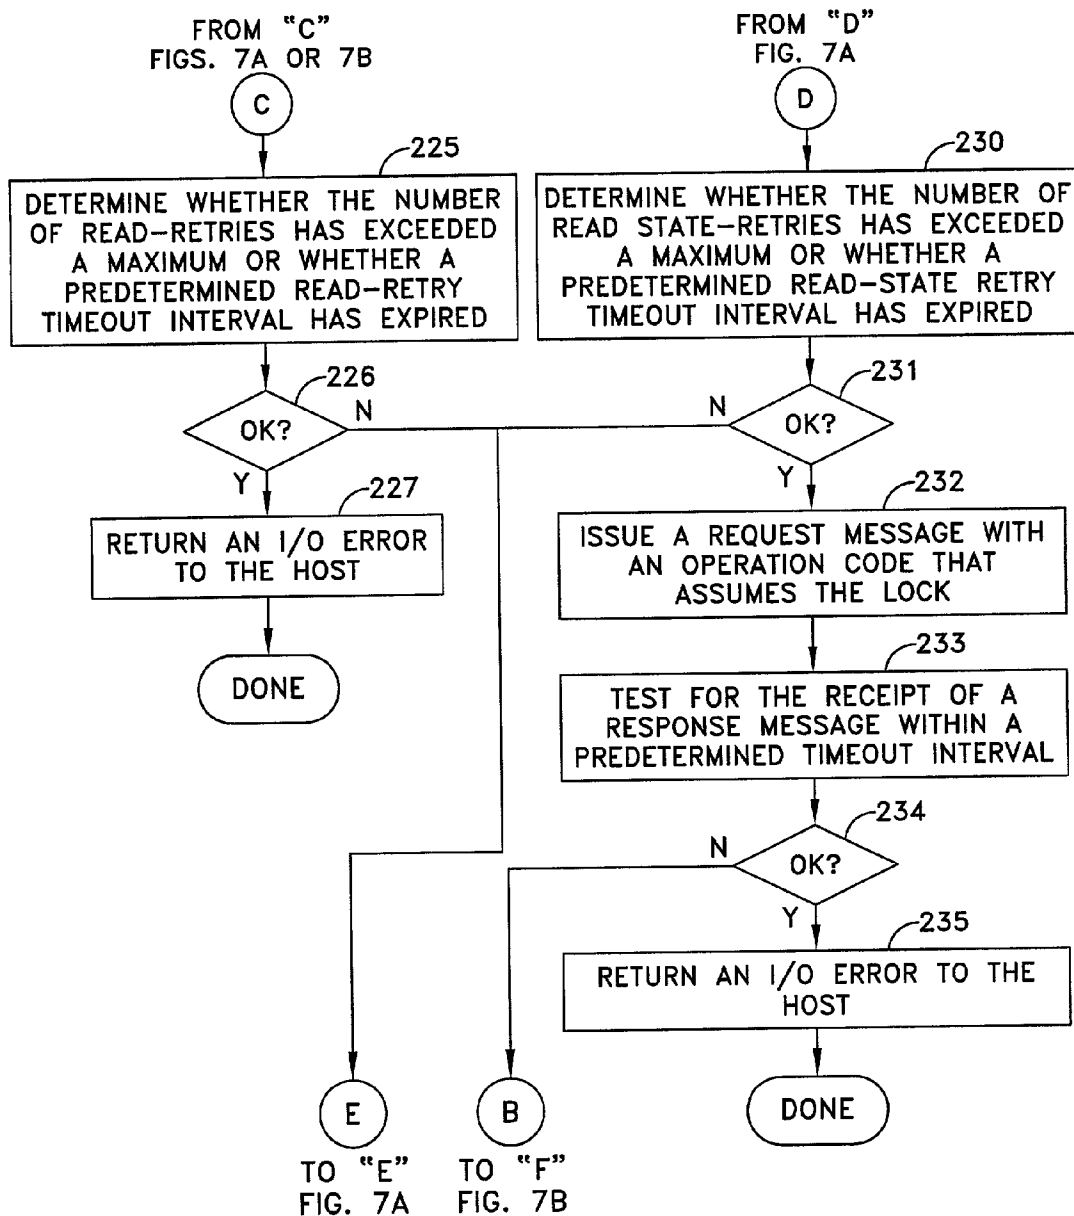 FROM "C"
FIGS. 7A OR 7B
C
225
DETERMINE WHETHER THE NUMBER
OF READ-RETRIES HAS EXCEEDED
A MAXIMUM OR WHETHER A
PREDETERMINED READ-RETRY
TIMEOUT INTERVAL HAS EXPIRED
226
OK?
N
Y
227
RETURN AN I/O ERROR
TO THE HOST
DONE
FROM "D"
FIG. 7A
D
230
DETERMINE WHETHER THE NUMBER OF
READ STATE-RETRIES HAS EXCEEDED
A MAXIMUM OR WHETHER A
PREDETERMINED READ-STATE RETRY
TIMEOUT INTERVAL HAS EXPIRED
231
N
OK?
Y
232
ISSUE A REQUEST MESSAGE WITH
AN OPERATION CODE THAT
ASSUMES THE LOCK
233
TEST FOR THE RECEIPT OF A
RESPONSE MESSAGE WITHIN A
PREDETERMINED TIMEOUT INTERVAL
234
N
OK?
Y
235
RETURN AN I/O ERROR TO THE
HOST
DONE
E
TO "E"
FIG. 7A
B
TO "F"
FIG. 7B